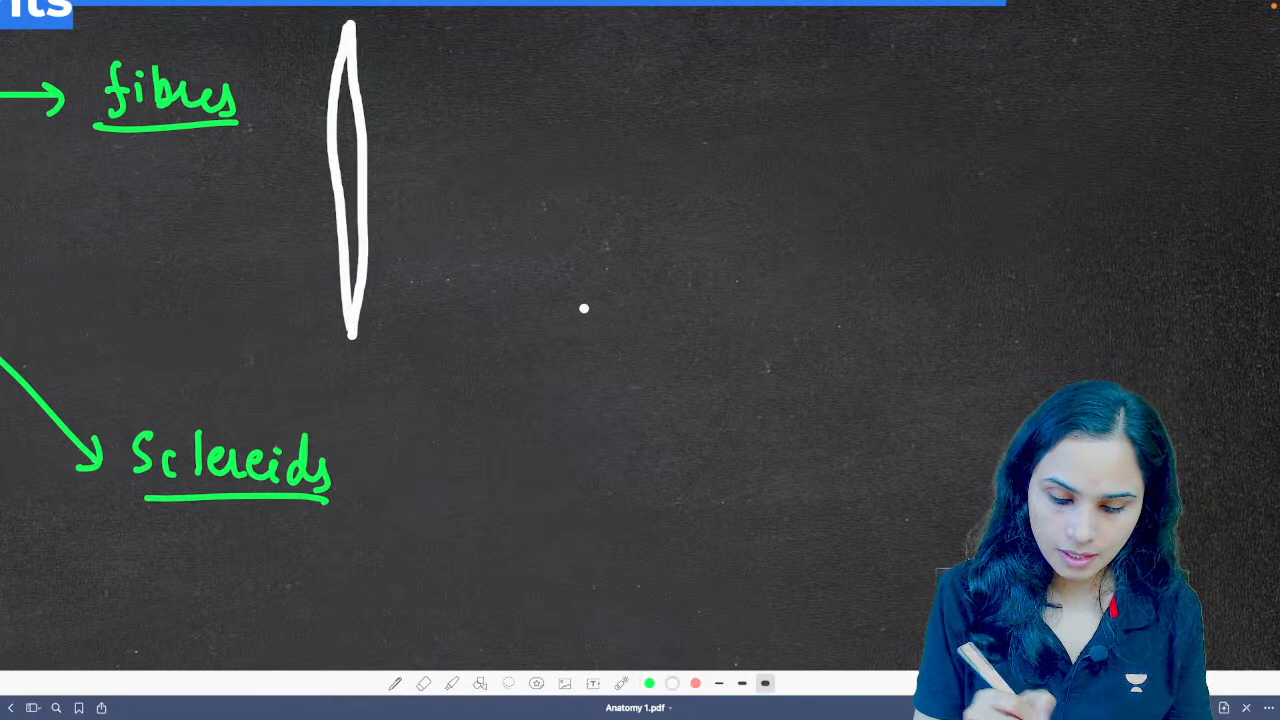 its
fibres
Sclereids
Anatomy 1.pdf